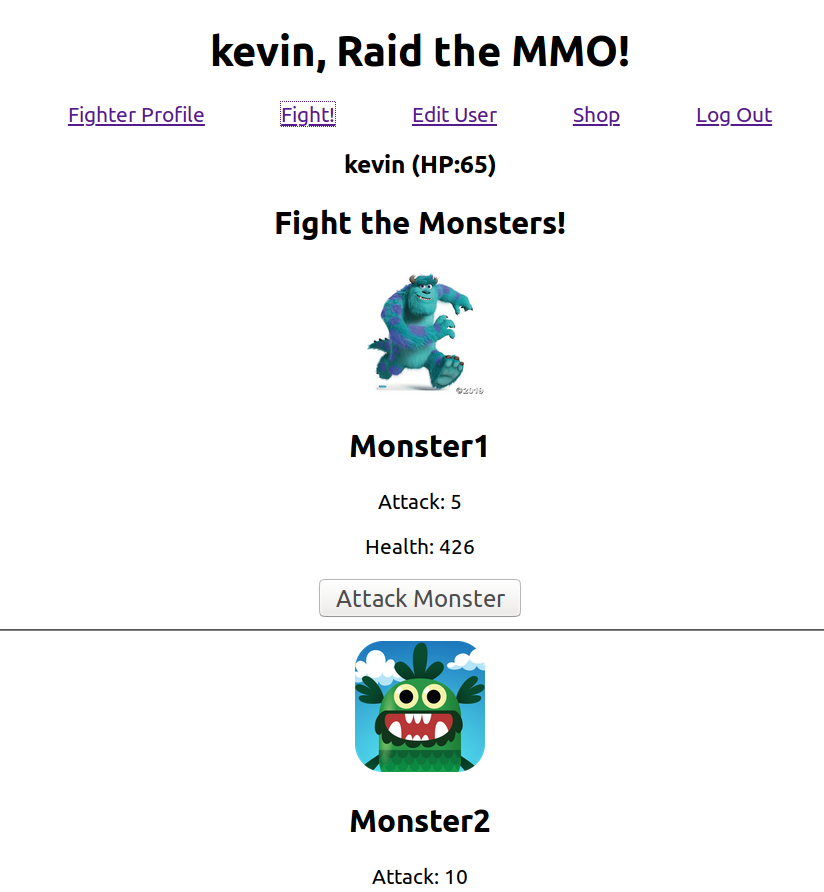 kevin, Raid the MMO!
Fighter Profile Fight! Edit User Shop Log Out
kevin (HP:65)
Fight the Monsters!
©2019
Monster1
Attack: 5
Health: 426
Attack Monster
Monster2
Attack: 10